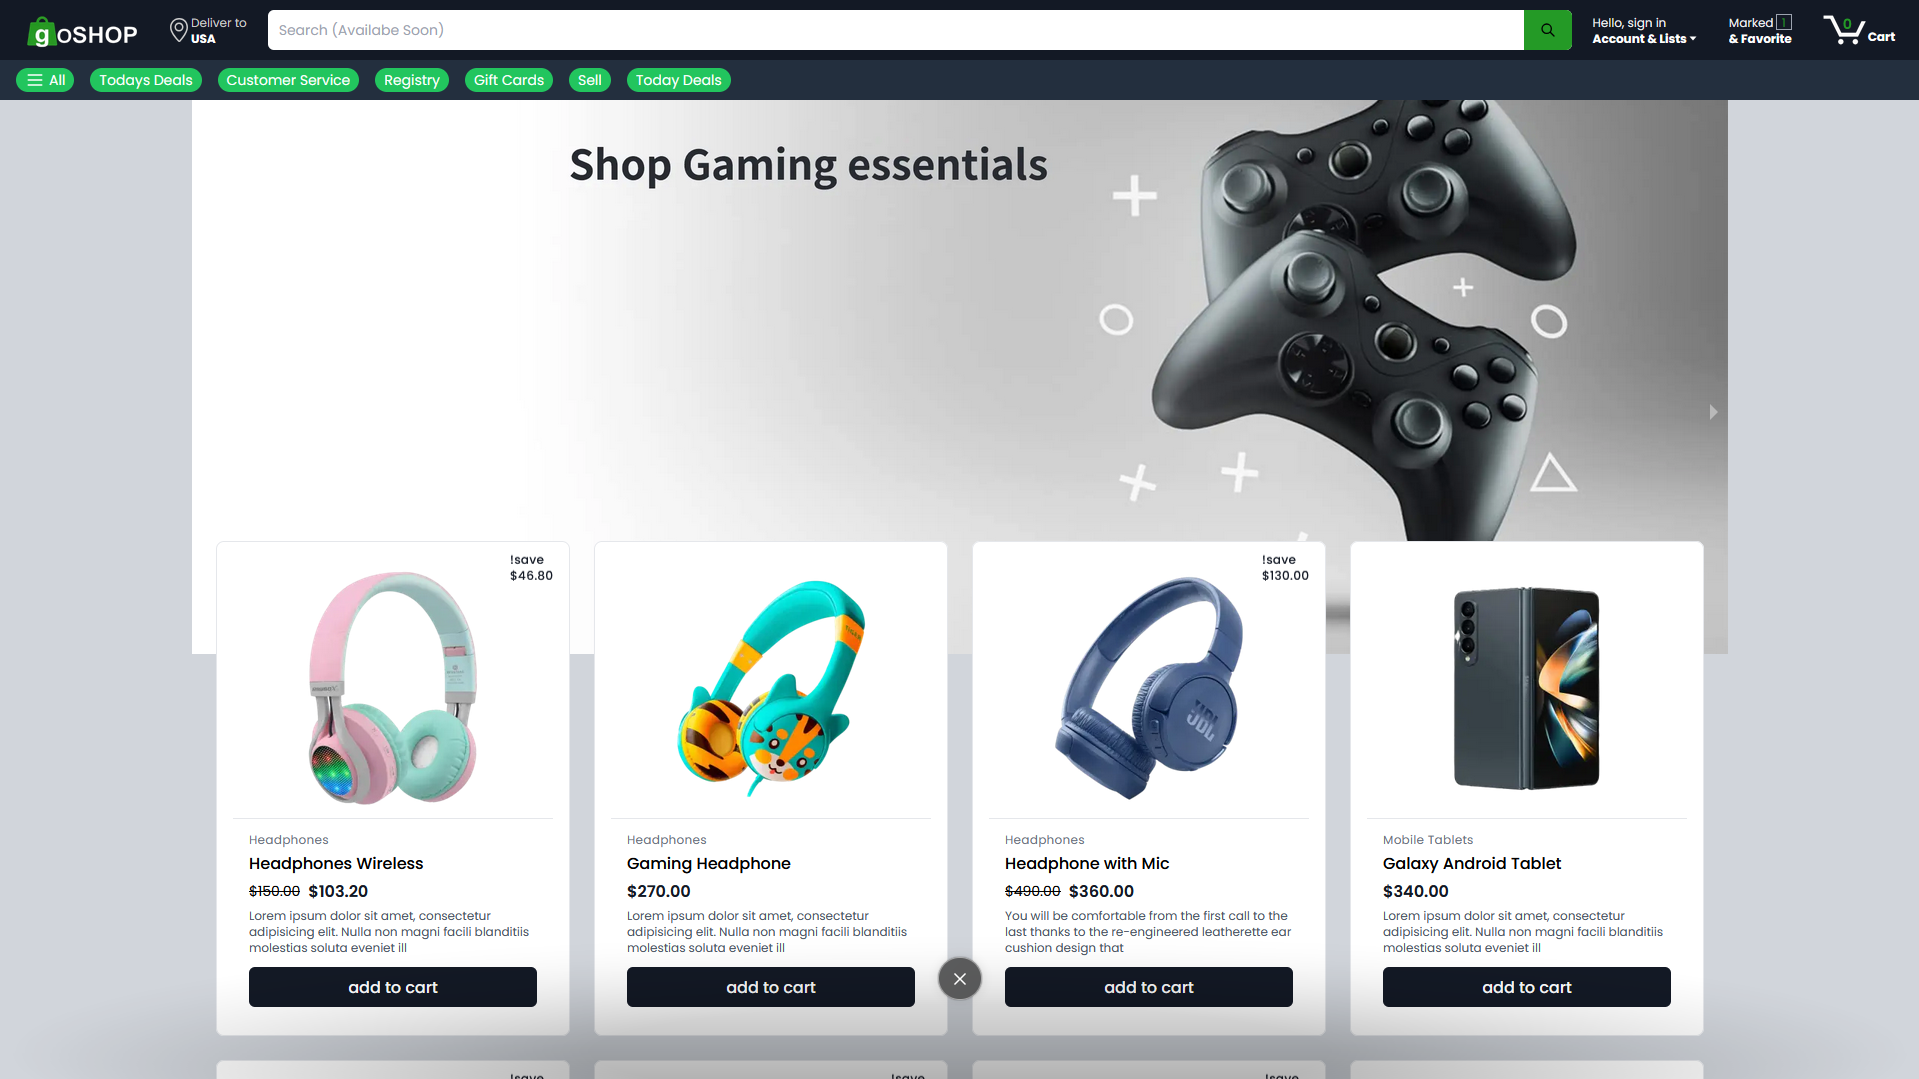 goSHOP
Deliver to
USA
Search (Availabe Soon)
Hello, sign in
Account & Lists
Marked 1
& Favorite
0
Cart
All
Todays Deals
Customer Service
Registry
Gift Cards
Sell
Today Deals
Shop Gaming essentials
!save
$46.80
!save
$130.00
JBL
Headphones
Headphones Wireless
$150.00 $103.20
Lorem ipsum dolor sit amet, consectetur
adipisicing elit. Nulla non magni facili blanditiis
molestias soluta eveniet ill
add to cart
Headphones
Gaming Headphone
$270.00
Lorem ipsum dolor sit amet, consectetur
adipisicing elit. Nulla non magni facili blanditiis
molestias soluta eveniet ill
add to cart
Headphones
Headphone with Mic
$490.00 $360.00
You will be comfortable from the first call to the
last thanks to the re-engineered leatherette ear
cushion design that
add to cart
Mobile Tablets
Galaxy Android Tablet
$340.00
Lorem ipsum dolor sit amet, consectetur
adipisicing elit. Nulla non magni facili blanditiis
molestias soluta eveniet ill
add to cart
!save
!save
!save